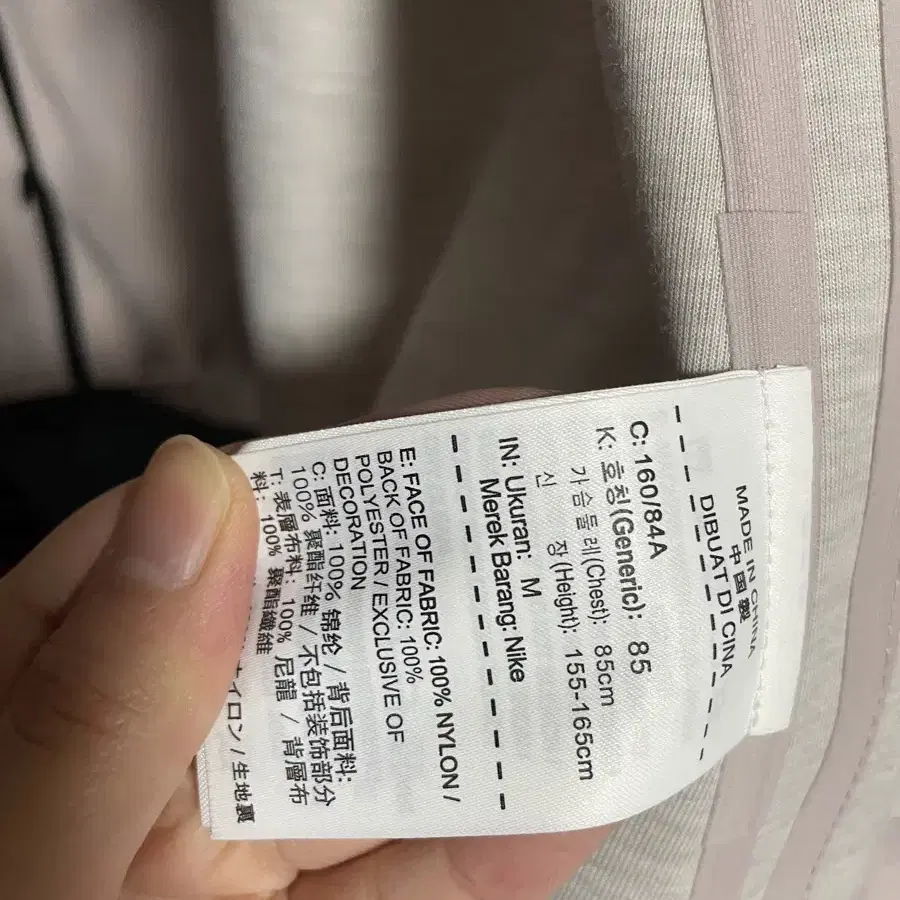 MADE IN CHINA
中国製
DIBUAT DI CINA
C: 160/84A
K: 호칭(Generic): 85
가슴둘레(Chest): 85cm
신 장(Height): 155-165cm
IN: Ukuran: M
Merek Barang: Nike
E: FACE OF FABRIC: 100% NYLON /
BACK OF FABRIC: 100%
POLYESTER / EXCLUSIVE OF
DECORATION
C: 面料: 100% 锦纶 / 背后面料:
100% 聚酯纤维 / 不包括装饰部分
T: 表層布料: 100% 尼龍 / 背層布
料: 100% 聚酯纖維
ナイロン / 生地裏